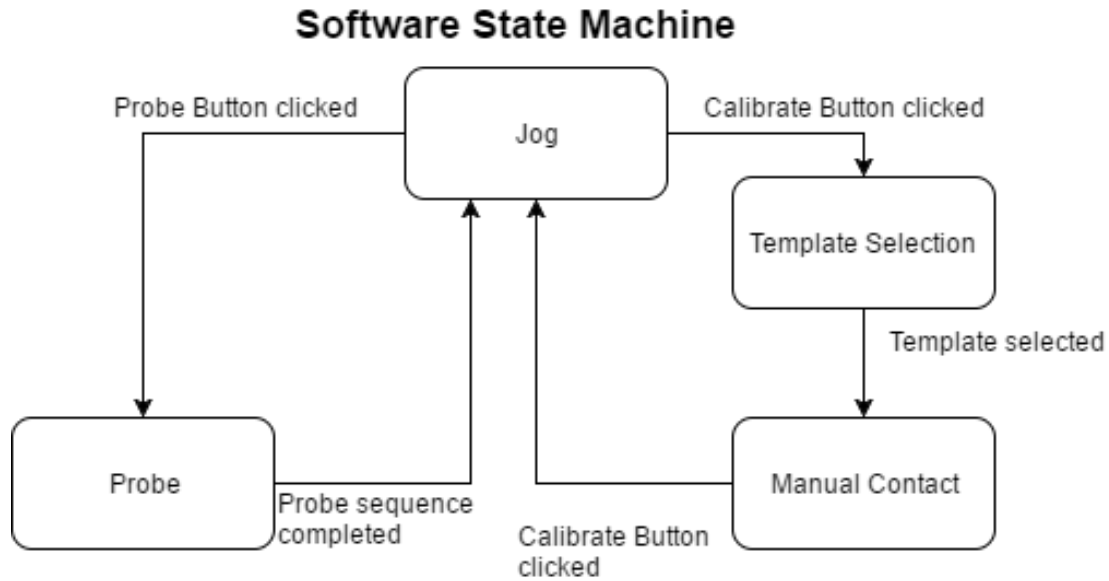 Software State Machine
Probe Button clicked
Jog
Calibrate Button clicked
Template Selection
Template selected
Probe
Probe sequence
completed
Manual Contact
Calibrate Button
clicked